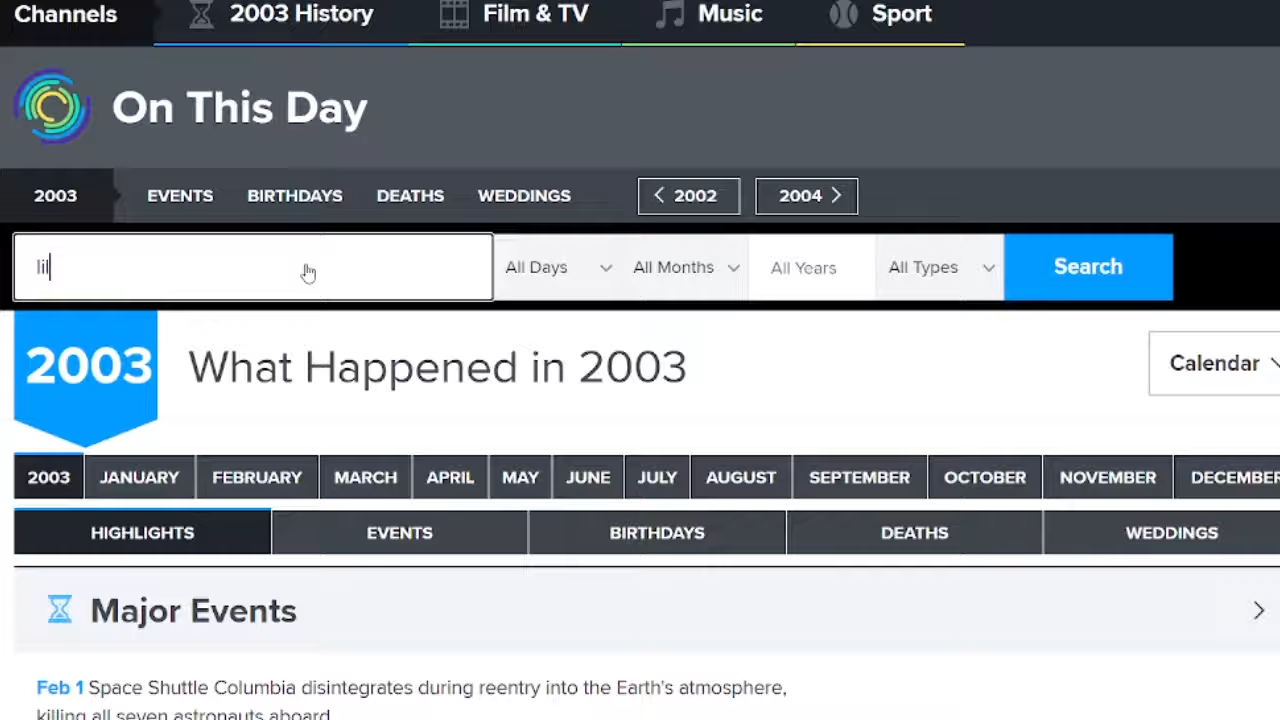 Channels 2003 History Film & TV Music Sport
On This Day
2003 EVENTS BIRTHDAYS DEATHS WEDDINGS < 2002 2004 >
lil All Days All Months All Years All Types Search
2003 What Happened in 2003 Calendar
2003 JANUARY FEBRUARY MARCH APRIL MAY JUNE JULY AUGUST SEPTEMBER OCTOBER NOVEMBER DECEMBER
HIGHLIGHTS EVENTS BIRTHDAYS DEATHS WEDDINGS
Major Events
Feb 1 Space Shuttle Columbia disintegrates during reentry into the Earth's atmosphere,
killing all seven astronauts aboard